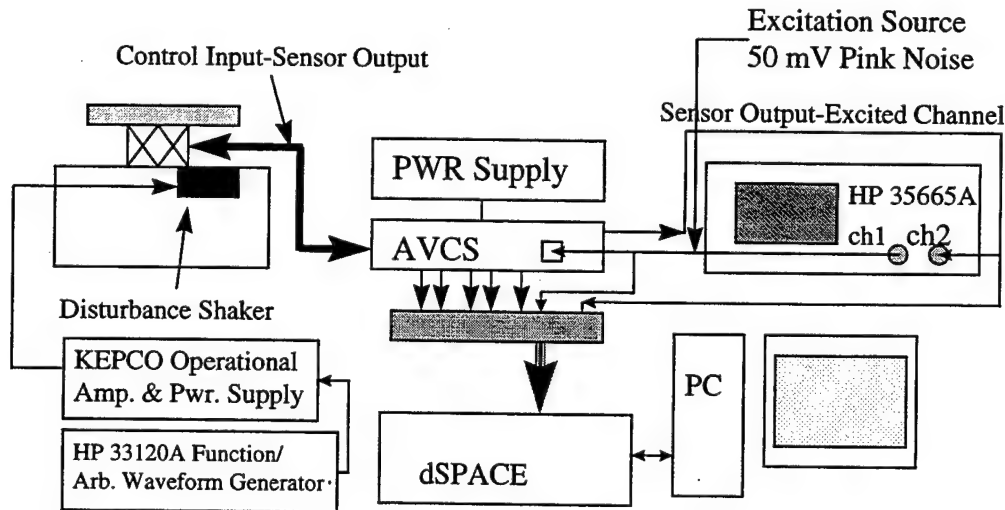 Excitation Source
50 mV Pink Noise
Control Input-Sensor Output
Sensor Output-Excited Channel
PWR Supply
HP 35665A
ch1 ch2
AVCS
Disturbance Shaker
KEPCO Operational
Amp. & Pwr. Supply
PC
HP 33120A Function/
Arb. Waveform Generator
dSPACE